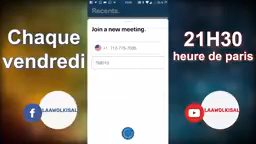 Chaque
vendredi
Recents.
Join a new meeting.
LAAWOLKISAL
21H30
heure de paris
LAAWOLKISAL